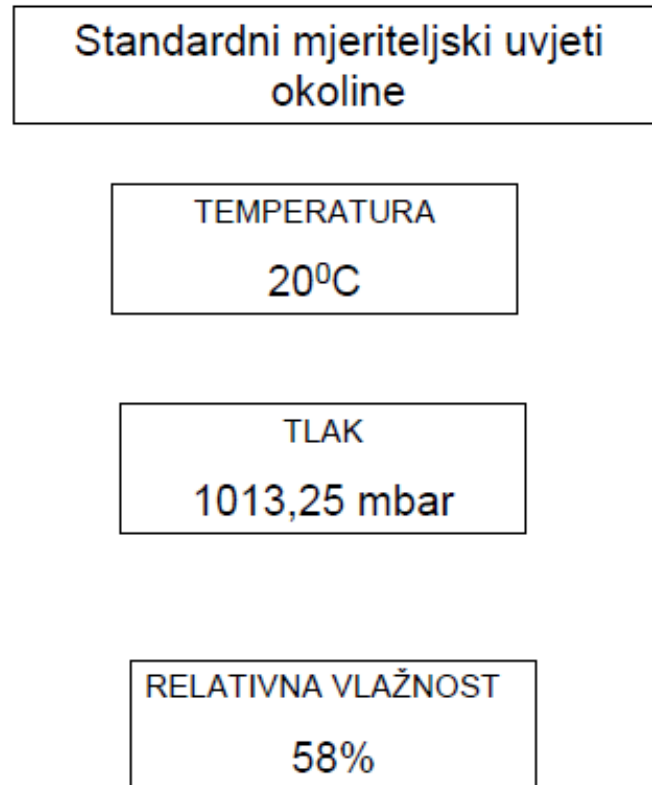 Standardni mjeriteljski uvjeti
okoline
TEMPERATURA
20⁰C
TLAK
1013,25 mbar
RELATIVNA VLAŽNOST
58%